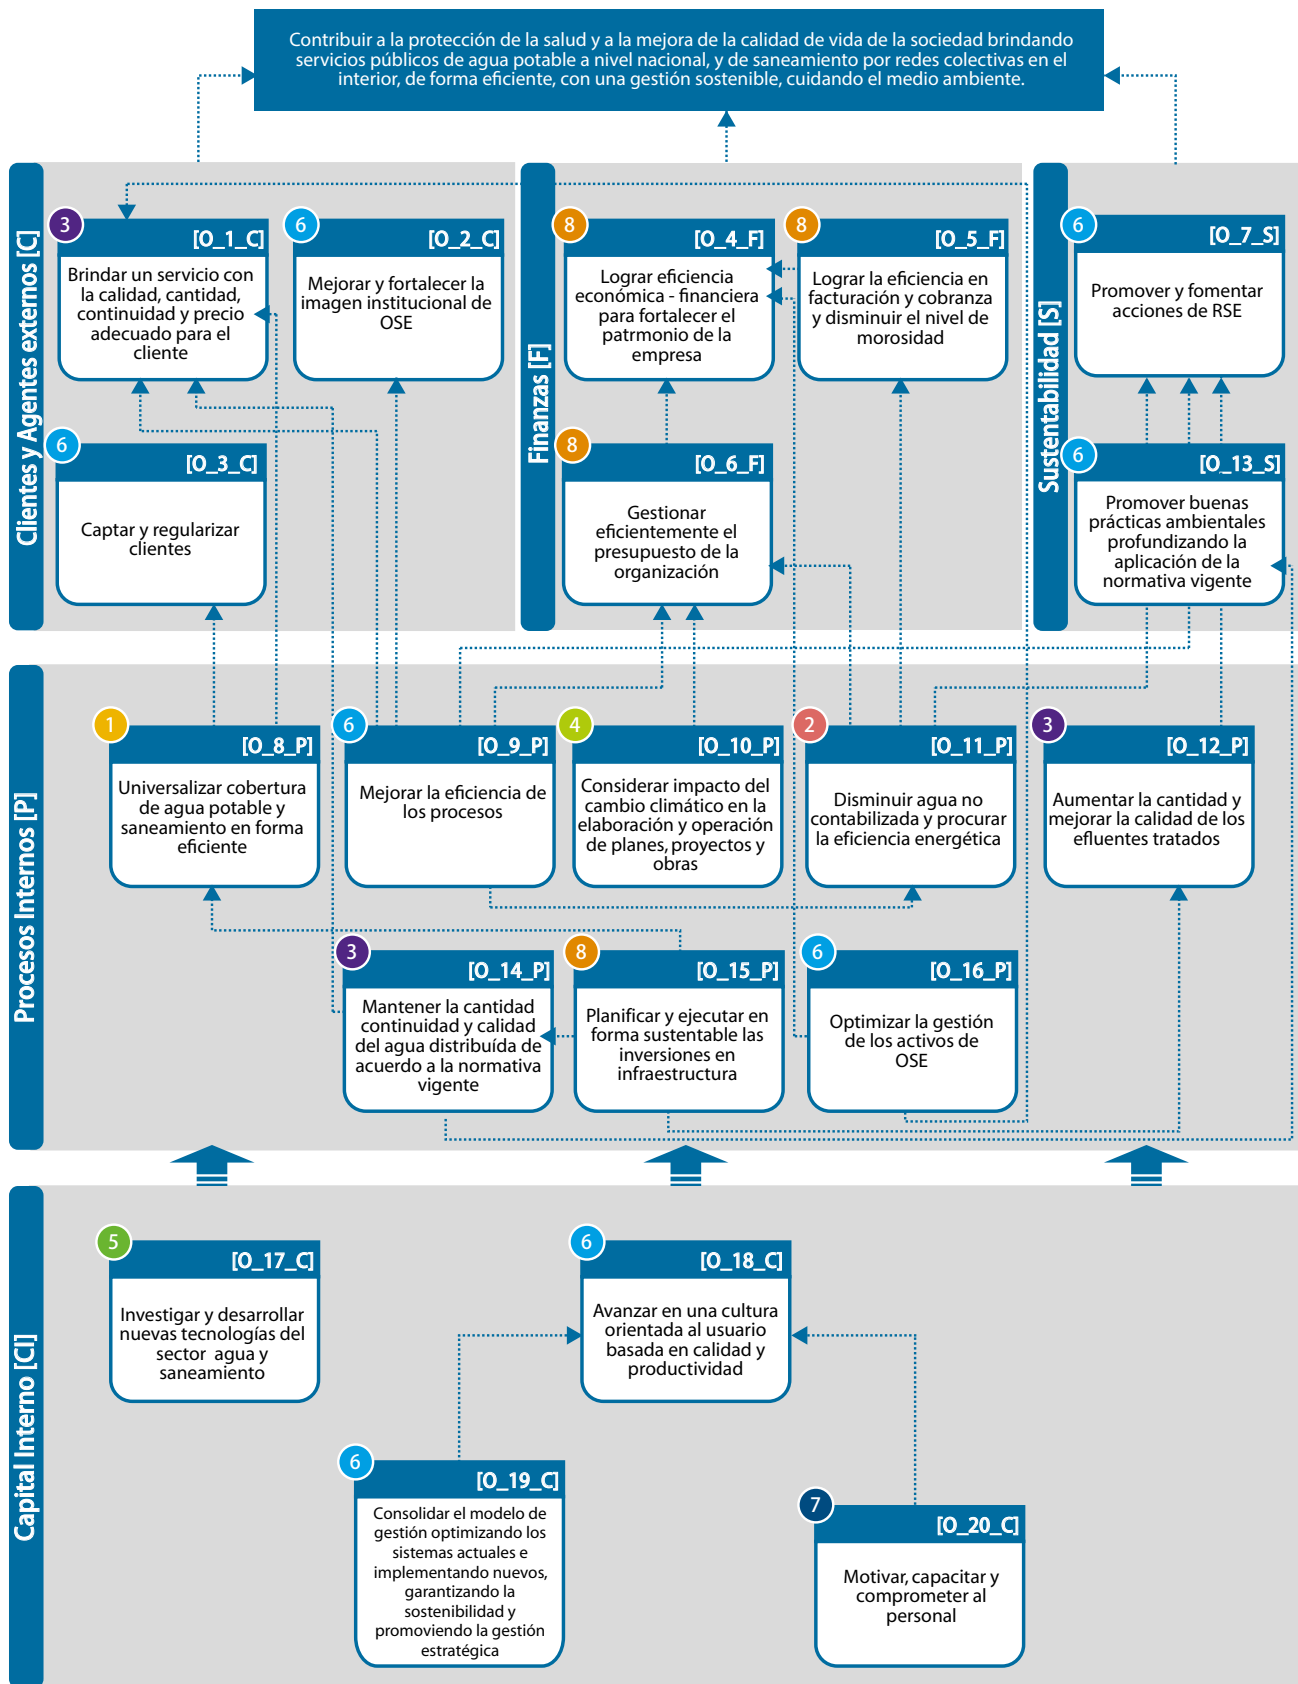 Contribuir a la protección de la salud y a la mejora de la calidad de vida de la sociedad brindando
servicios públicos de agua potable a nivel nacional, y de saneamiento por redes colectivas en el
interior, de forma eficiente, con una gestión sostenible, cuidando el medio ambiente.
Clientes y Agentes externos [C]
3
[O_1_C]
Brindar un servicio con
la calidad, cantidad,
continuidad y precio
adecuado para el
cliente
6
[O_2_C]
Mejorar y fortalecer la
imagen institucional de
OSE
6
[O_3_C]
Captar y regularizar
clientes
Finanzas [F]
8
[O_4_F]
Lograr eficiencia
económica - financiera
para fortalecer el
patrmonio de la
empresa
8
[O_5_F]
Lograr la eficiencia en
facturación y cobranza
y disminuir el nivel de
morosidad
8
[O_6_F]
Gestionar
eficientemente el
presupuesto de la
organización
Sustentabilidad [S]
6
[O_7_S]
Promover y fomentar
acciones de RSE
6
[O_13_S]
Promover buenas
prácticas ambientales
profundizando la
aplicación de la
normativa vigente
Procesos Internos [P]
1
[O_8_P]
Universalizar cobertura
de agua potable y
saneamiento en forma
eficiente
6
[O_9_P]
Mejorar la eficiencia de
los procesos
4
[O_10_P]
Considerar impacto del
cambio climático en la
elaboración y operación
de planes, proyectos y
obras
2
[O_11_P]
Disminuir agua no
contabilizada y procurar
la eficiencia energética
3
[O_12_P]
Aumentar la cantidad y
mejorar la calidad de los
efluentes tratados
3
[O_14_P]
Mantener la cantidad
continuidad y calidad
del agua distribuída de
acuerdo a la normativa
vigente
8
[O_15_P]
Planificar y ejecutar en
forma sustentable las
inversiones en
infraestructura
6
[O_16_P]
Optimizar la gestión
de los activos de
OSE
Capital Interno [CI]
5
[O_17_C]
Investigar y desarrollar
nuevas tecnologías del
sector agua y
saneamiento
6
[O_18_C]
Avanzar en una cultura
orientada al usuario
basada en calidad y
productividad
6
[O_19_C]
Consolidar el modelo de
gestión optimizando los
sistemas actuales e
implementando nuevos,
garantizando la
sostenibilidad y
promoviendo la gestión
estratégica
7
[O_20_C]
Motivar, capacitar y
comprometer al
personal